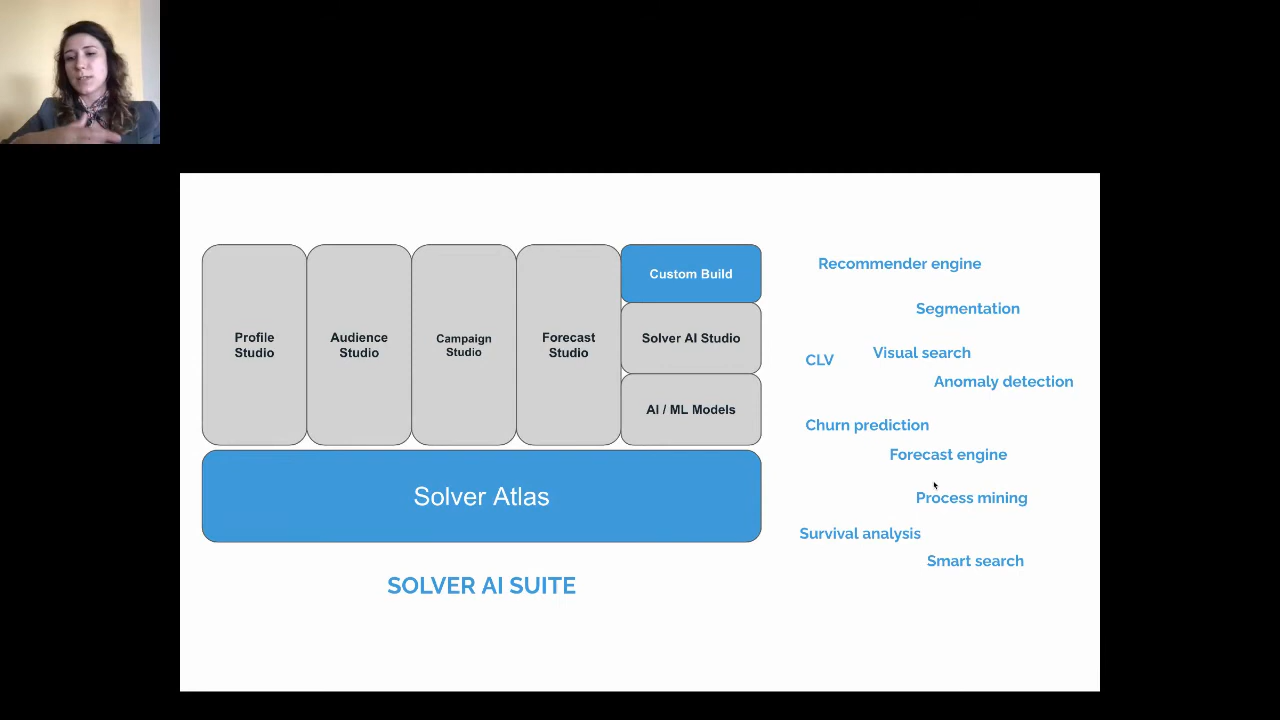 Profile
Studio
Audience
Studio
Campaign
Studio
Forecast
Studio
Custom Build
Solver AI Studio
AI / ML Models
Solver Atlas
SOLVER AI SUITE
Recommender engine
Segmentation
Visual search
CLV
Anomaly detection
Churn prediction
Forecast engine
Process mining
Survival analysis
Smart search